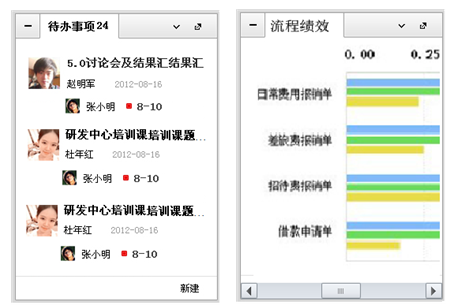 待办事项24
5.0讨论会及结果汇结果汇
赵明军 2012-08-16
张小明 8-10
研发中心培训课培训课题...
杜年红 2012-08-16
张小明 8-10
研发中心培训课培训课题...
杜年红 2012-08-16
张小明 8-10
新建
流程绩效
0.00 0.25
日常费用报销单
差旅费报销单
招待费报销单
借款申请单